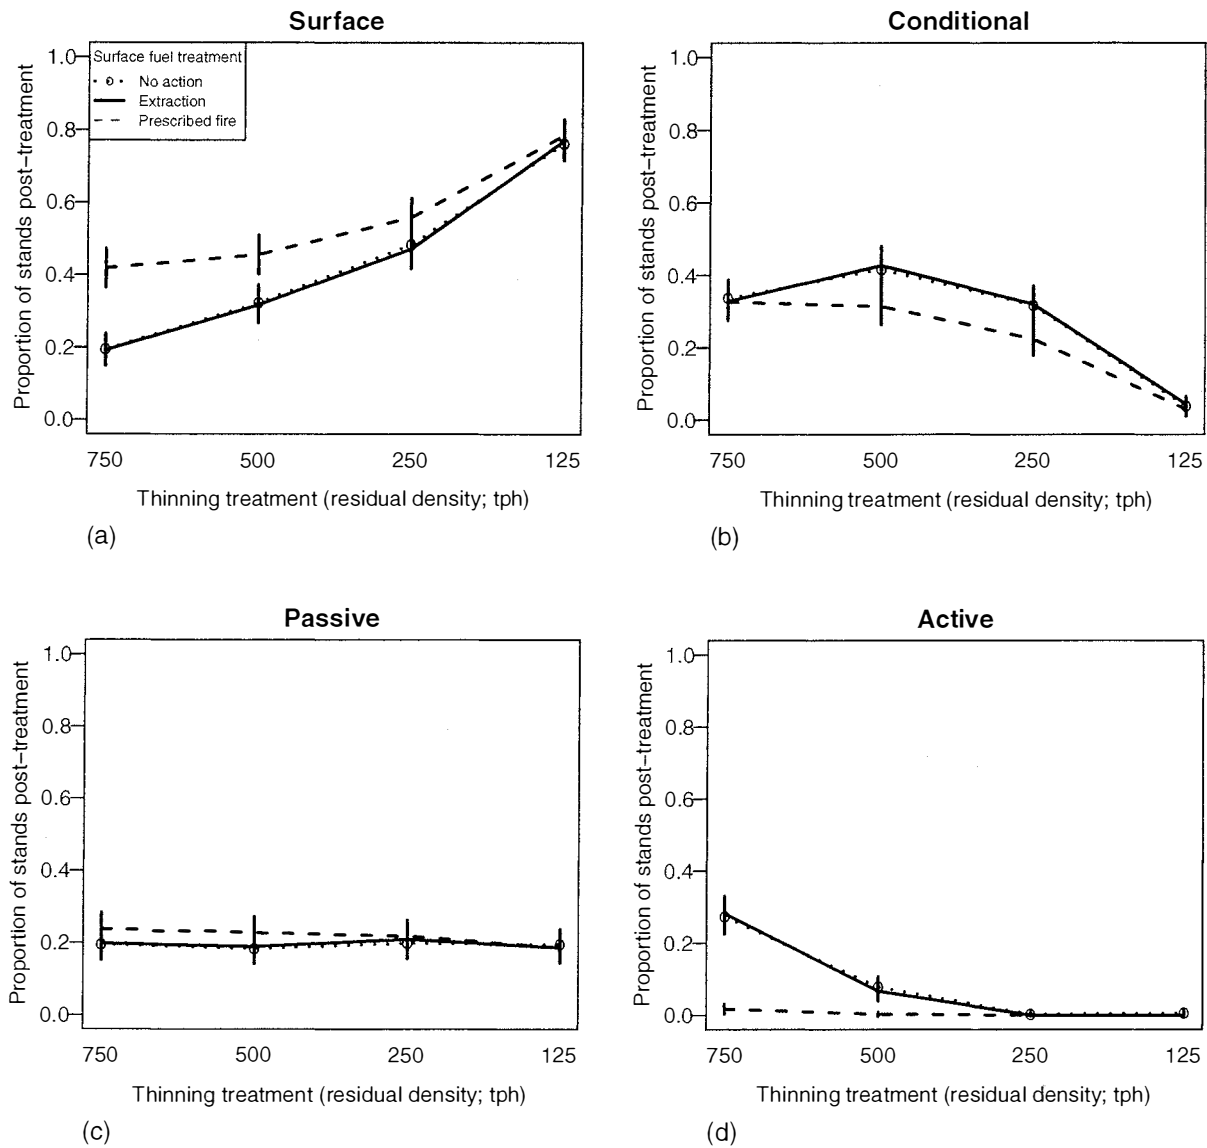 Surface
Surface fuel treatment
No action
Extraction
Prescribed fire
Proportion of stands post-treatment
1.0
0.8
0.6
0.4
0.2
0.0
750 500 250 125
Thinning treatment (residual density; tph)
(a)
Conditional
Proportion of stands post-treatment
1.0
0.8
0.6
0.4
0.2
0.0
750 500 250 125
Thinning treatment (residual density; tph)
(b)
Passive
Proportion of stands post-treatment
1.0
0.8
0.6
0.4
0.2
0.0
750 500 250 125
Thinning treatment (residual density; tph)
(c)
Active
Proportion of stands post-treatment
1.0
0.8
0.6
0.4
0.2
0.0
750 500 250 125
Thinning treatment (residual density; tph)
(d)